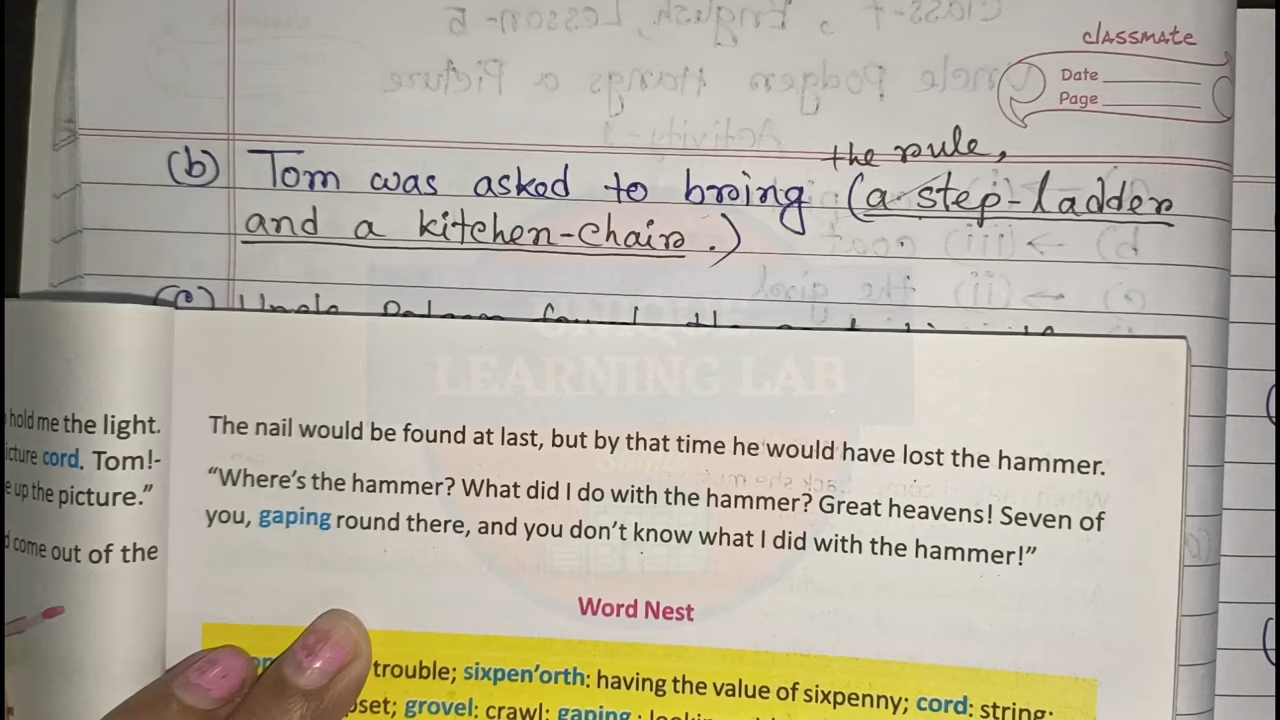 classmate
Date
Page
the rule,
(b) Tom was asked to bring (a step-ladder
and a kitchen-chair.)
LEARNING LAB
hold me the light.
icture cord. Tom!-
e up the picture."
d come out of the
The nail would be found at last, but by that time he would have lost the hammer.
"Where's the hammer? What did I do with the hammer? Great heavens! Seven of
you, gaping round there, and you don't know what I did with the hammer!"
Word Nest
trouble; sixpen'orth: having the value of sixpenny; cord: string;
pset; grovel: crawl; gaping: